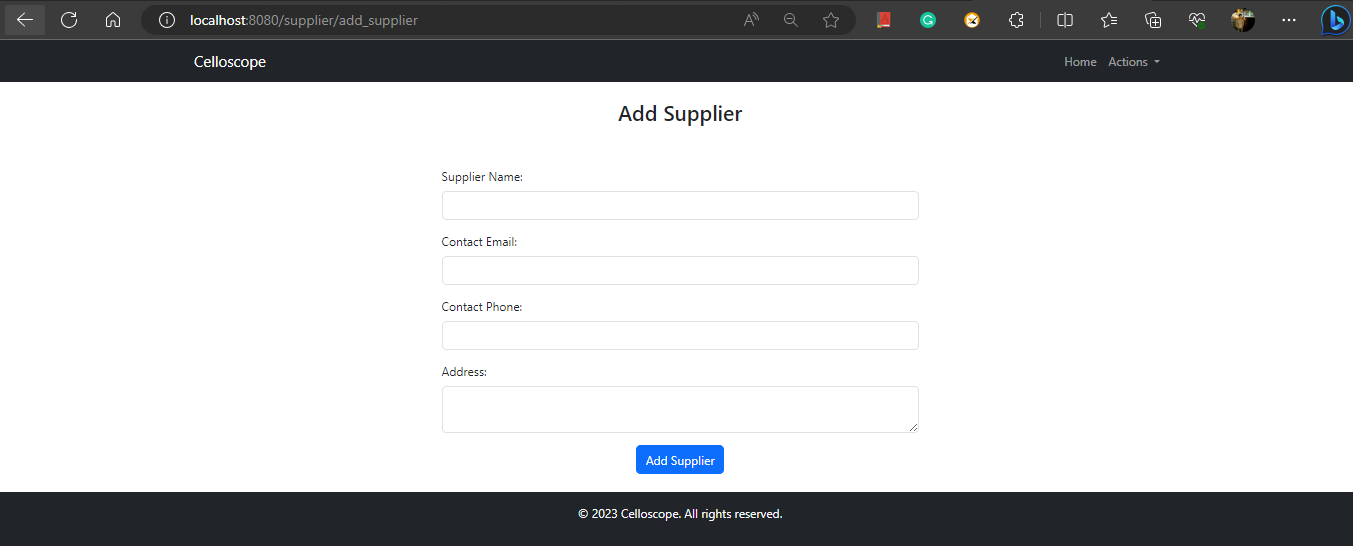 localhost:8080/supplier/add_supplier
Celloscope
Home Actions
Add Supplier
Supplier Name:
Contact Email:
Contact Phone:
Address:
Add Supplier
© 2023 Celloscope. All rights reserved.